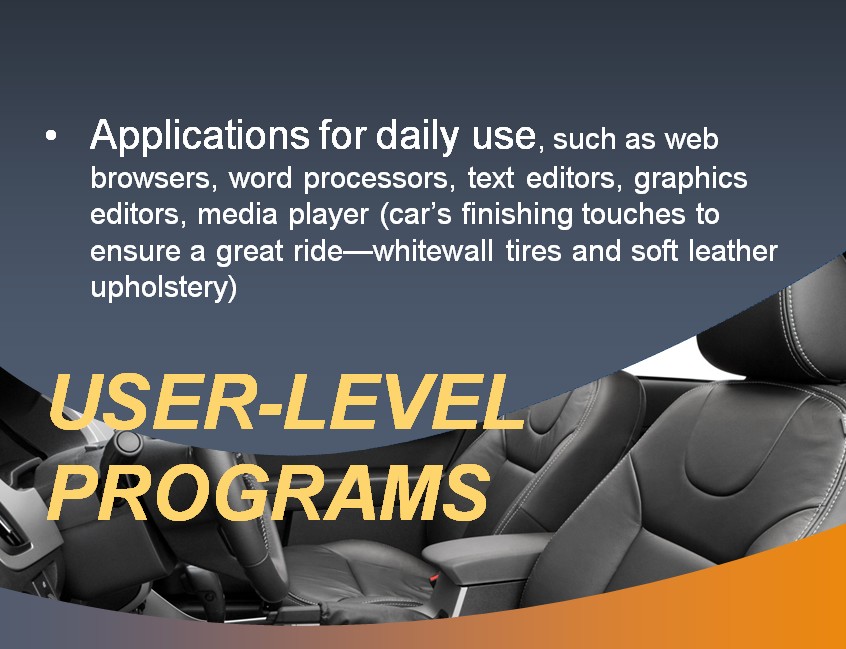 • Applications for daily use, such as web
browsers, word processors, text editors, graphics
editors, media player (car’s finishing touches to
ensure a great ride—whitewall tires and soft leather
upholstery)
USER-LEVEL
PROGRAMS